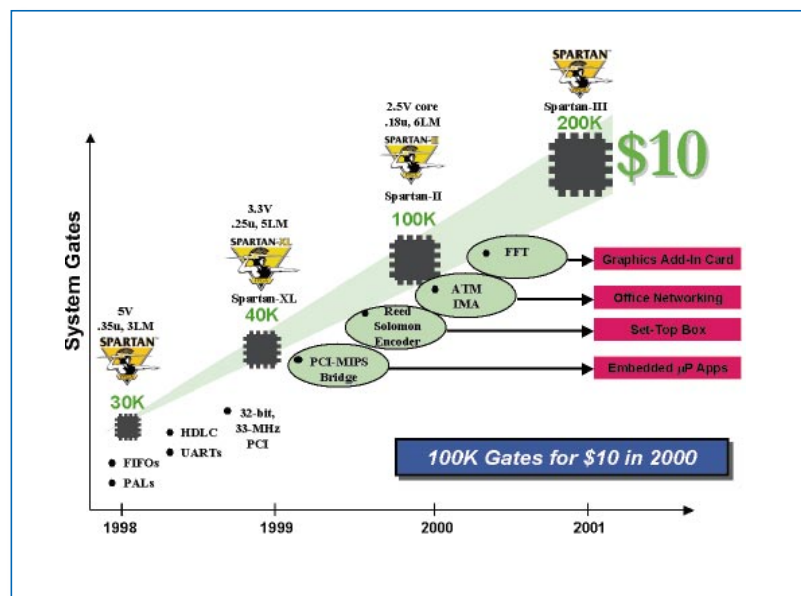 SPARTAN
Spartan-III
200K
$10
2.5V core
.18u, 6LM
SPARTAN-II
Spartan-II
100K
3.3V
.25u, 5LM
SPARTAN-XL
Spartan-XL
40K
5V
.35u, 3LM
SPARTAN
30K
System Gates
FFT
Graphics Add-In Card
ATM
IMA
Office Networking
Reed
Solomon
Encoder
Set-Top Box
PCI-MIPS
Bridge
Embedded µP Apps
32-bit,
33-MHz
PCI
HDLC
UARTs
FIFOs
PALs
100K Gates for $10 in 2000
1998
1999
2000
2001